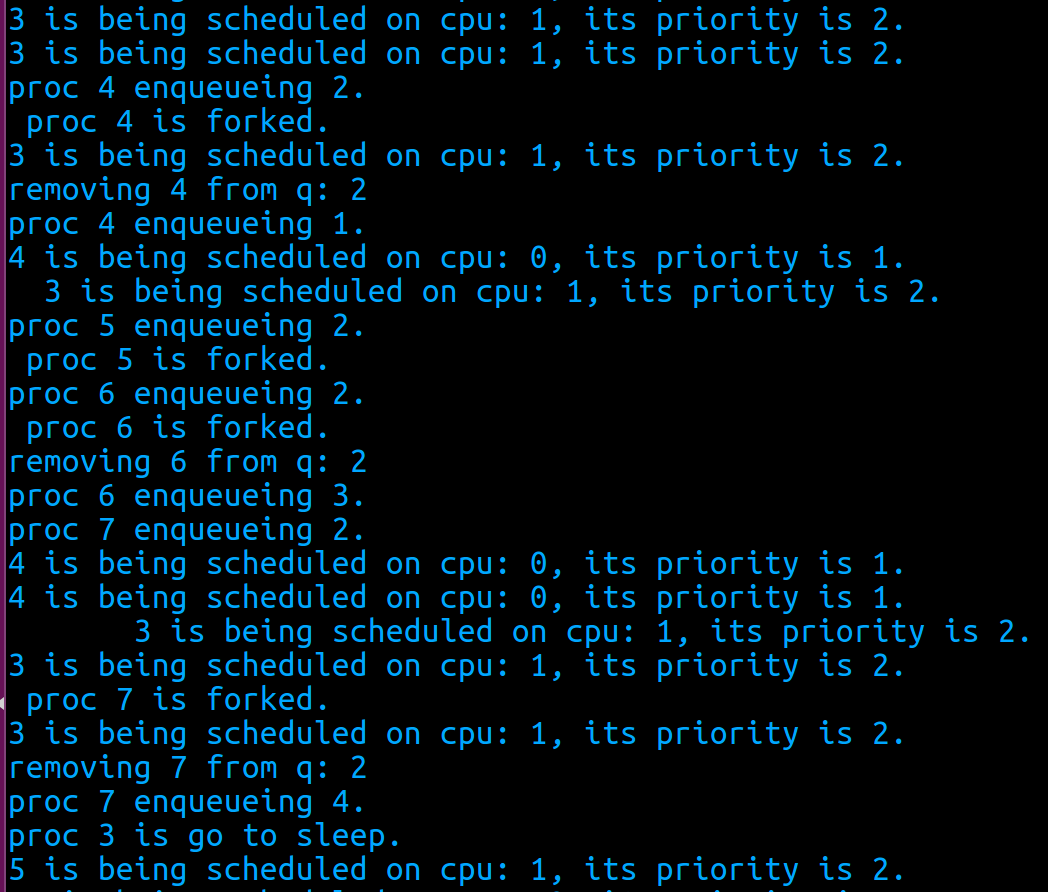 3 is being scheduled on cpu: 1, its priority is 2.
3 is being scheduled on cpu: 1, its priority is 2.
proc 4 enqueueing 2.
proc 4 is forked.
3 is being scheduled on cpu: 1, its priority is 2.
removing 4 from q: 2
proc 4 enqueueing 1.
4 is being scheduled on cpu: 0, its priority is 1.
3 is being scheduled on cpu: 1, its priority is 2.
proc 5 enqueueing 2.
proc 5 is forked.
proc 6 enqueueing 2.
proc 6 is forked.
removing 6 from q: 2
proc 6 enqueueing 3.
proc 7 enqueueing 2.
4 is being scheduled on cpu: 0, its priority is 1.
4 is being scheduled on cpu: 0, its priority is 1.
3 is being scheduled on cpu: 1, its priority is 2.
3 is being scheduled on cpu: 1, its priority is 2.
proc 7 is forked.
3 is being scheduled on cpu: 1, its priority is 2.
removing 7 from q: 2
proc 7 enqueueing 4.
proc 3 is go to sleep.
5 is being scheduled on cpu: 1, its priority is 2.